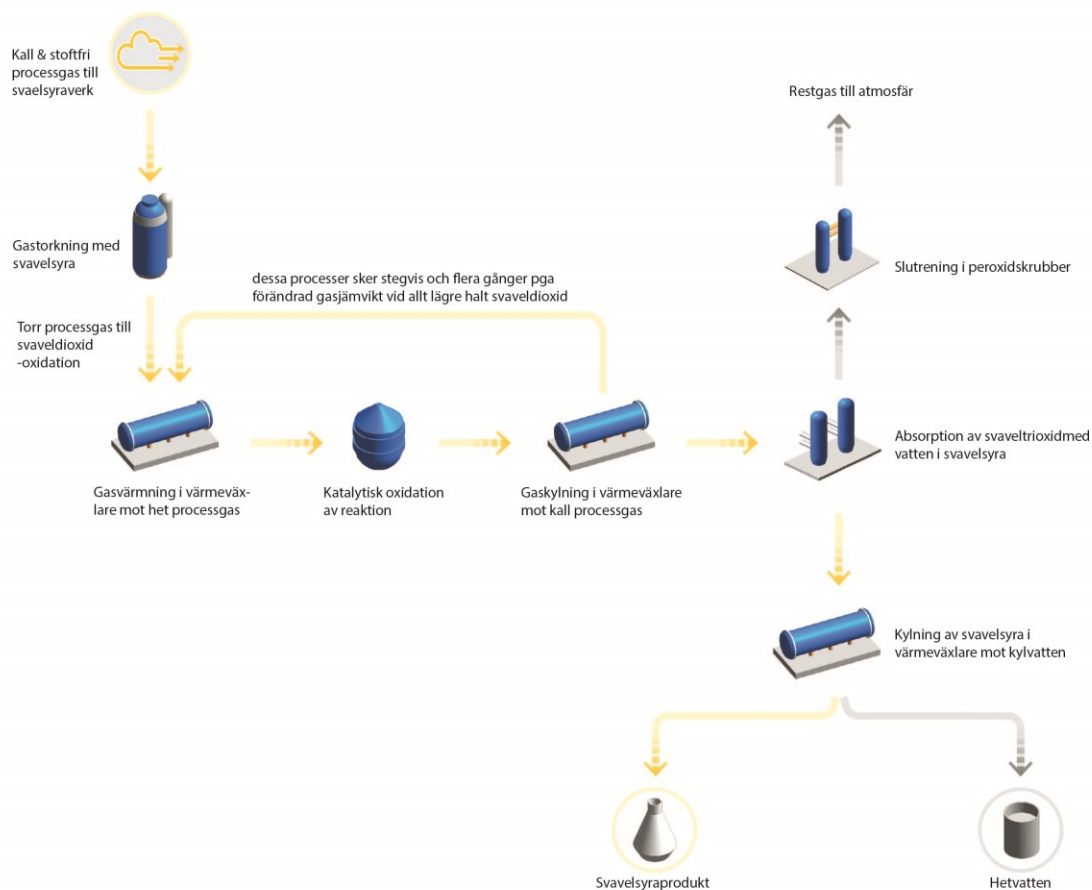 Kall & stoftfri
processgas till
svaelsyraverk
Restgas till atmosfär
Gastorkning med
svavelsyra
Slutrening i peroxidskrubber
dessa processer sker stegvis och flera gånger pga
förändrad gasjämvikt vid allt lägre halt svaveldioxid
Torr processgas till
svaveldioxid
-oxidation
Absorption av svaveltrioxidmed
vatten i svavelsyra
Gasvärmning i värmeväx-
lare mot het processgas
Katalytisk oxidation
av reaktion
Gaskylning i värmeväxlare
mot kall processgas
Kylning av svavelsyra i
värmeväxlare mot kylvatten
Svavelsyraprodukt
Hetvatten